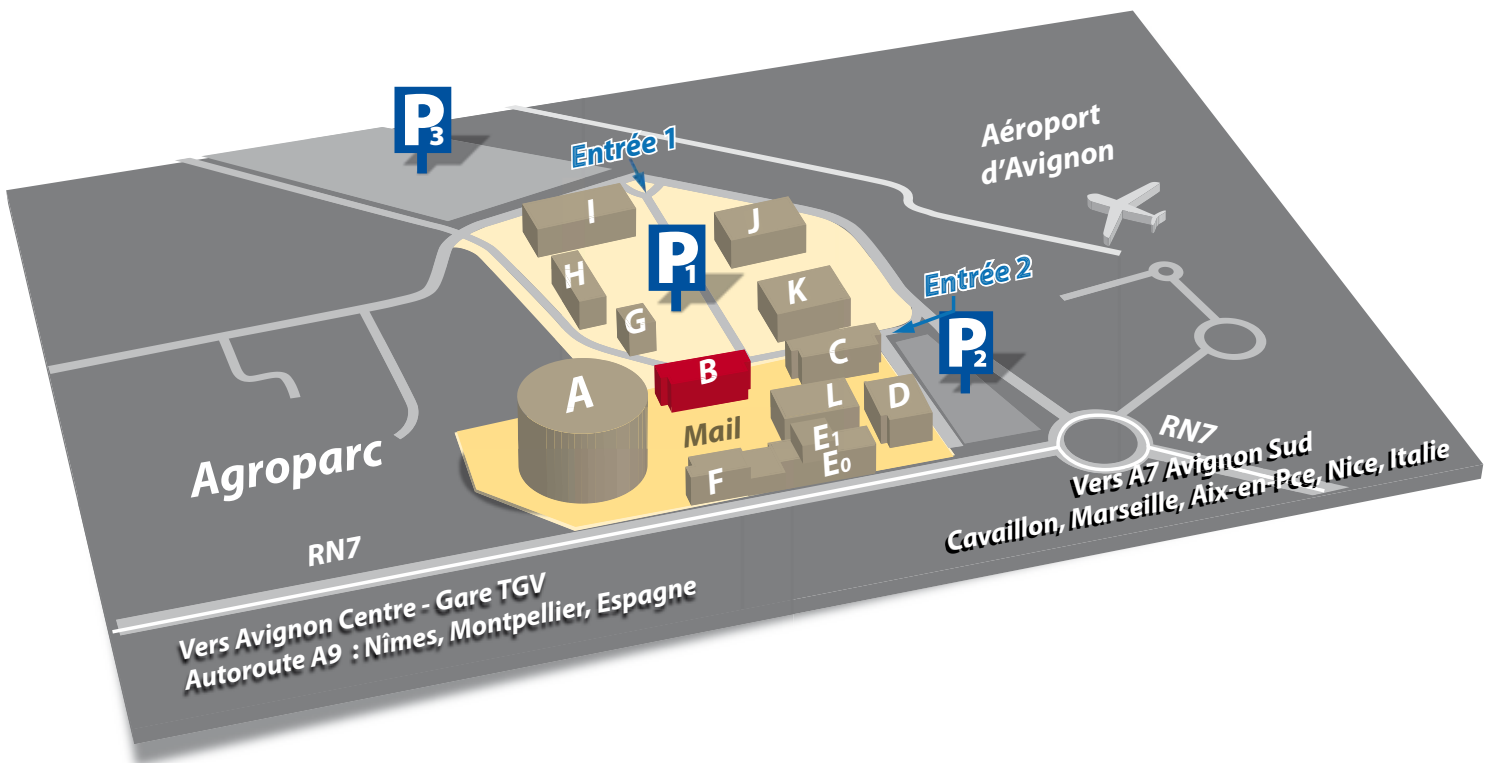 P3
Entrée 1
Aéroport
d'Avignon
I
J
H
P1
K
Entrée 2
G
P2
C
B
A
L
D
Mail
E1
E0
F
Agroparc
RN7
Vers A7 Avignon Sud
Cavaillon, Marseille, Aix-en-Pce, Nice, Italie
RN7
Vers Avignon Centre - Gare TGV
Autoroute A9 : Nîmes, Montpellier, Espagne